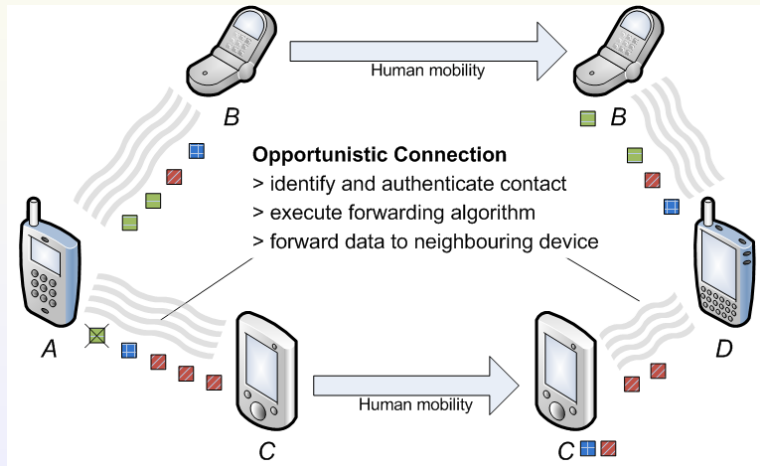 Human mobility
B
B
Opportunistic Connection
> identify and authenticate contact
> execute forwarding algorithm
> forward data to neighbouring device
A
D
Human mobility
C
C